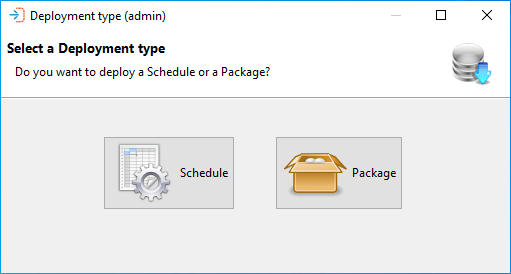 Deployment type (admin)
Select a Deployment type
Do you want to deploy a Schedule or a Package?
Schedule
Package